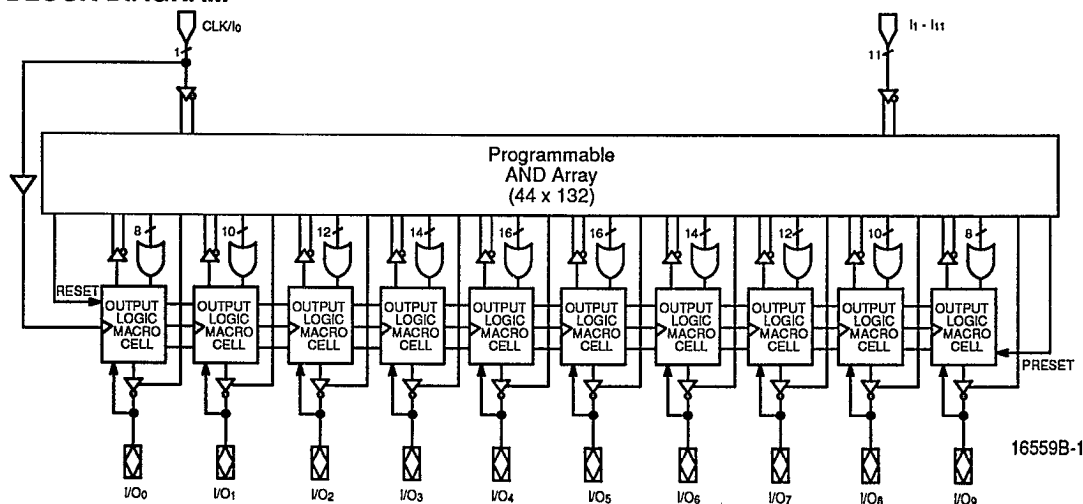 BLOCK DIAGRAM
CLK/I0
1
I1 - I11
11
Programmable
AND Array
(44 x 132)
8
10
12
14
16
16
14
12
10
8
RESET
OUTPUT
LOGIC
MACRO
CELL
OUTPUT
LOGIC
MACRO
CELL
OUTPUT
LOGIC
MACRO
CELL
OUTPUT
LOGIC
MACRO
CELL
OUTPUT
LOGIC
MACRO
CELL
OUTPUT
LOGIC
MACRO
CELL
OUTPUT
LOGIC
MACRO
CELL
OUTPUT
LOGIC
MACRO
CELL
OUTPUT
LOGIC
MACRO
CELL
OUTPUT
LOGIC
MACRO
CELL
PRESET
16559B-1
I/O0
I/O1
I/O2
I/O3
I/O4
I/O5
I/O6
I/O7
I/O8
I/O9